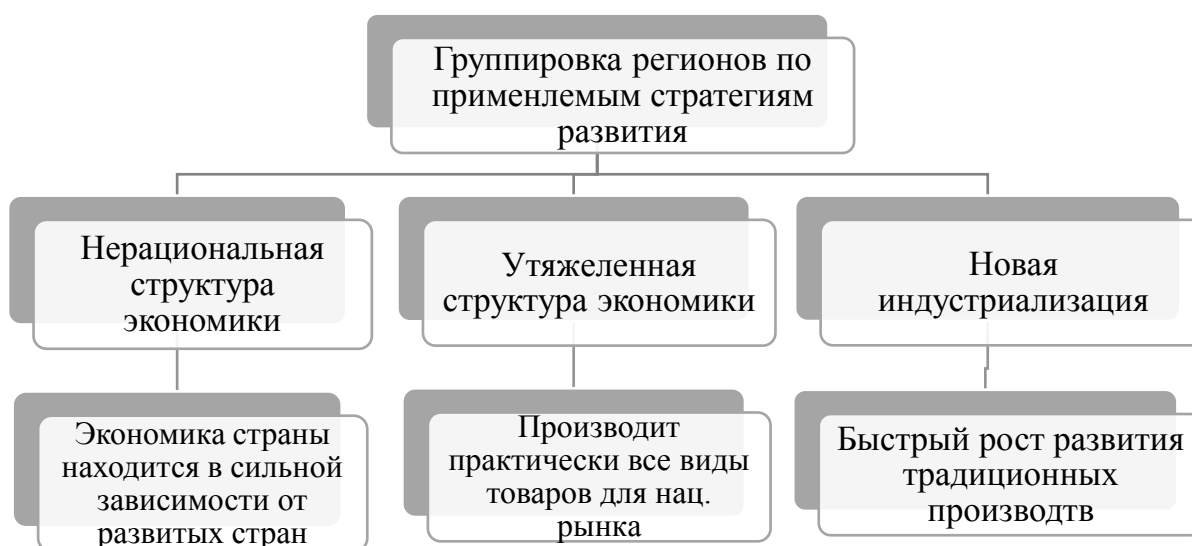 Группировка регионов по
применлемым стратегиям
развития
Нерациональная
структура
экономики
Утяжеленная
структура экономики
Новая
индустриализация
Экономика страны
находится в сильной
зависимости от
развитых стран
Производит
практически все виды
товаров для нац.
рынка
Быстрый рост развития
традиционных
производтв